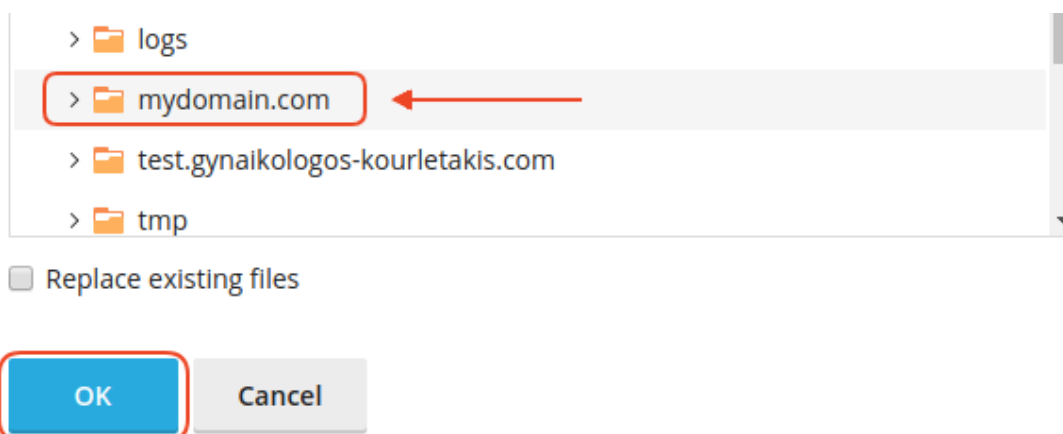 logs
mydomain.com
test.gynaikologos-kourletakis.com
tmp
Replace existing files
OK
Cancel